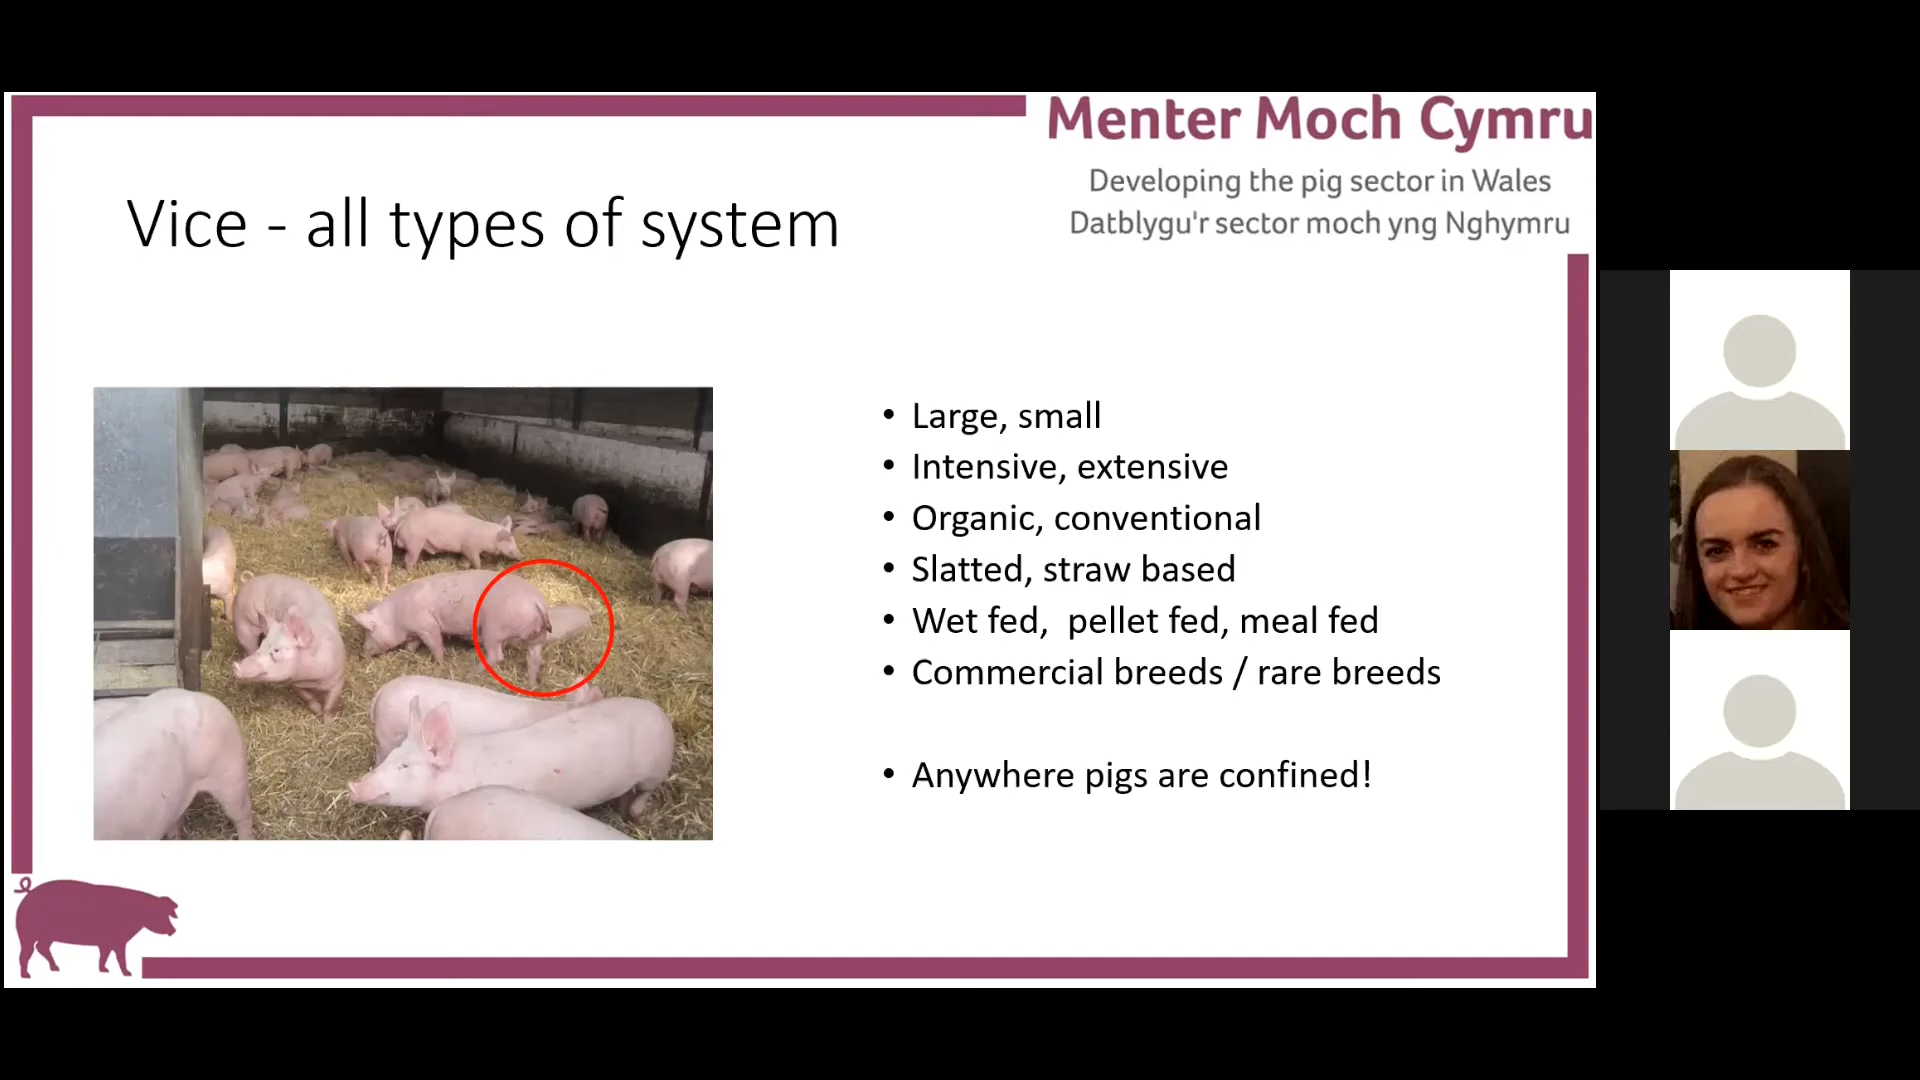 Menter Moch Cymru
Developing the pig sector in Wales
Datblygu'r sector moch yng Nghymru
Vice - all types of system
• Large, small
• Intensive, extensive
• Organic, conventional
• Slatted, straw based
• Wet fed,  pellet fed, meal fed
• Commercial breeds / rare breeds
• Anywhere pigs are confined!